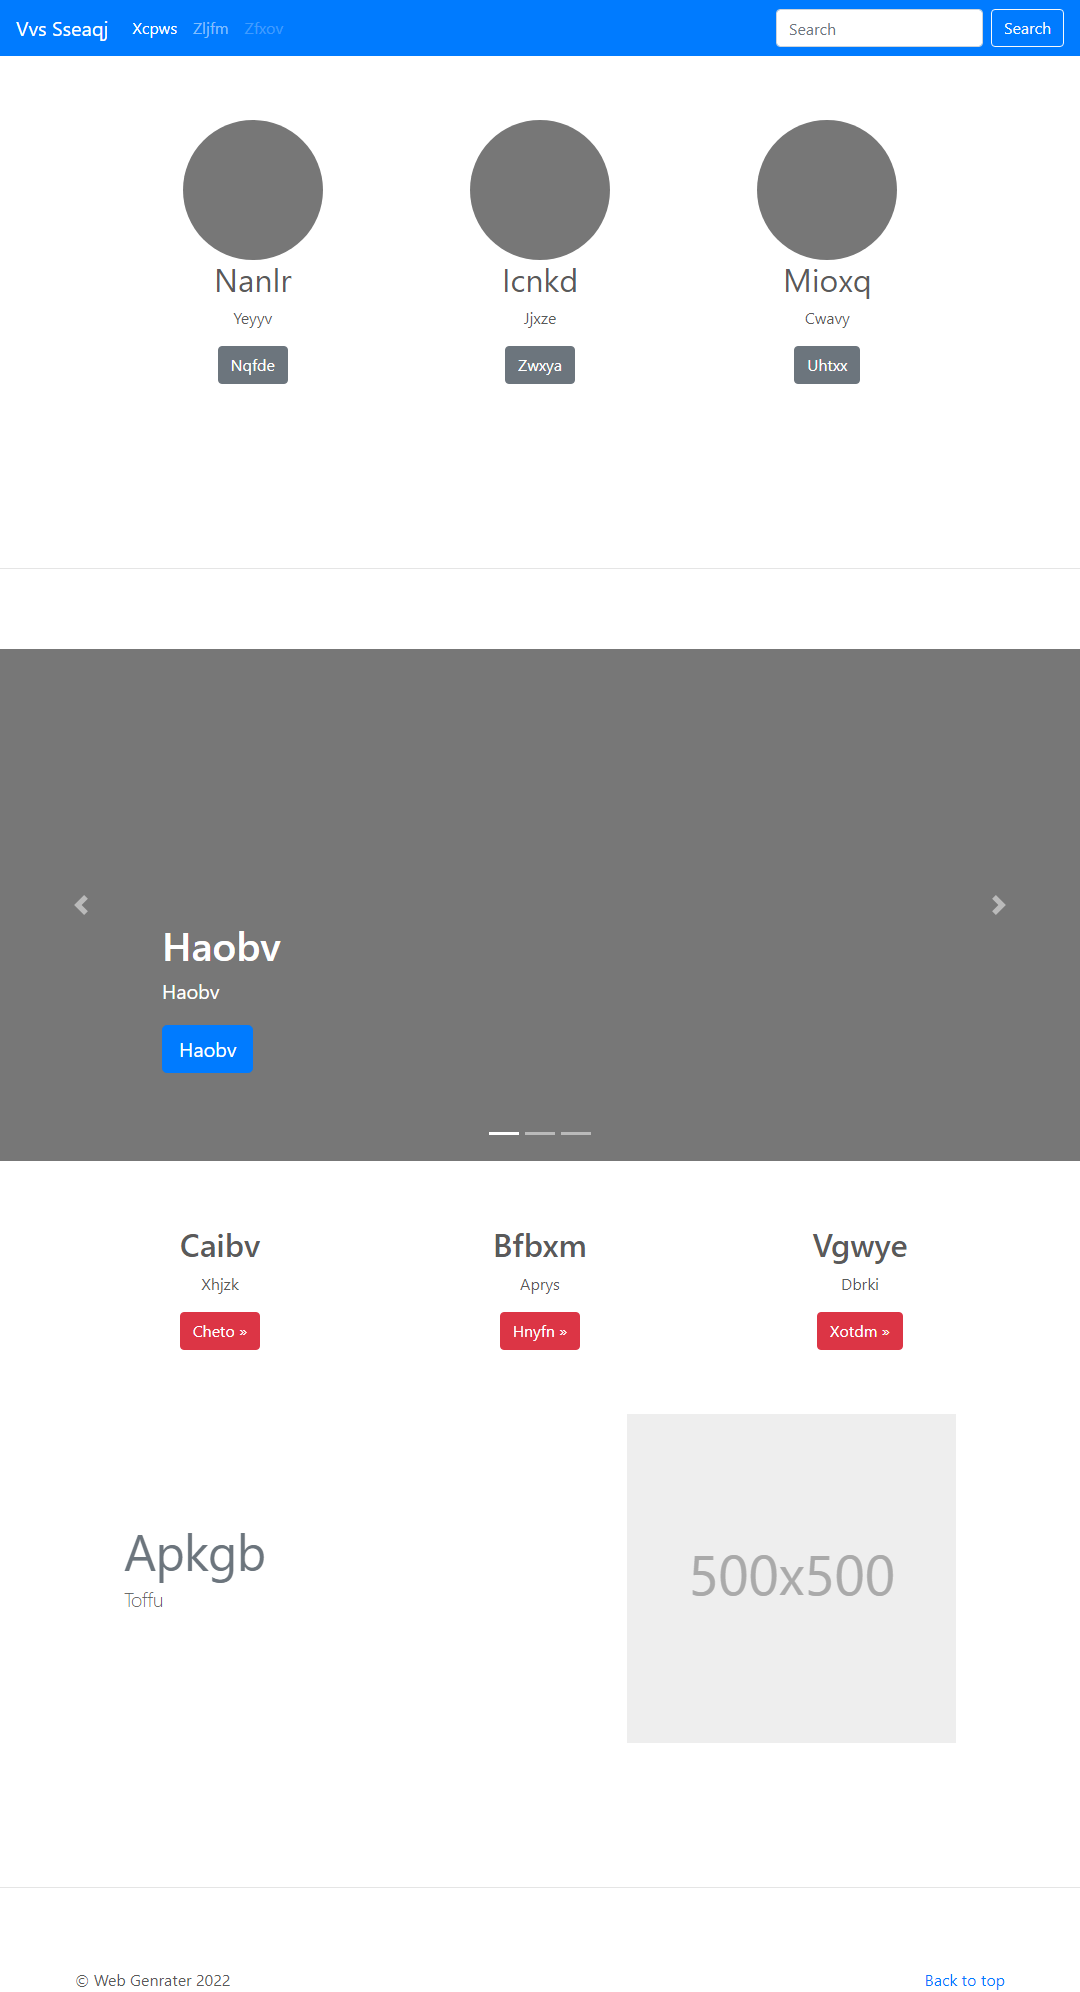 Vvs Sseaqj Xcpws Zljfm Zfxov Search Search
Nanlr Icnkd Mioxq
Yeyyv Jjxze Cwavy
Nqfde Zwxya Uhtxx
Haobv
Haobv
Haobv
Caibv Bfbxm Vgwye
Xhjzk Aprys Dbrki
Cheto » Hnyfn » Xotdm »
Apkgb
Toffu
500x500
© Web Genrater 2022 Back to top